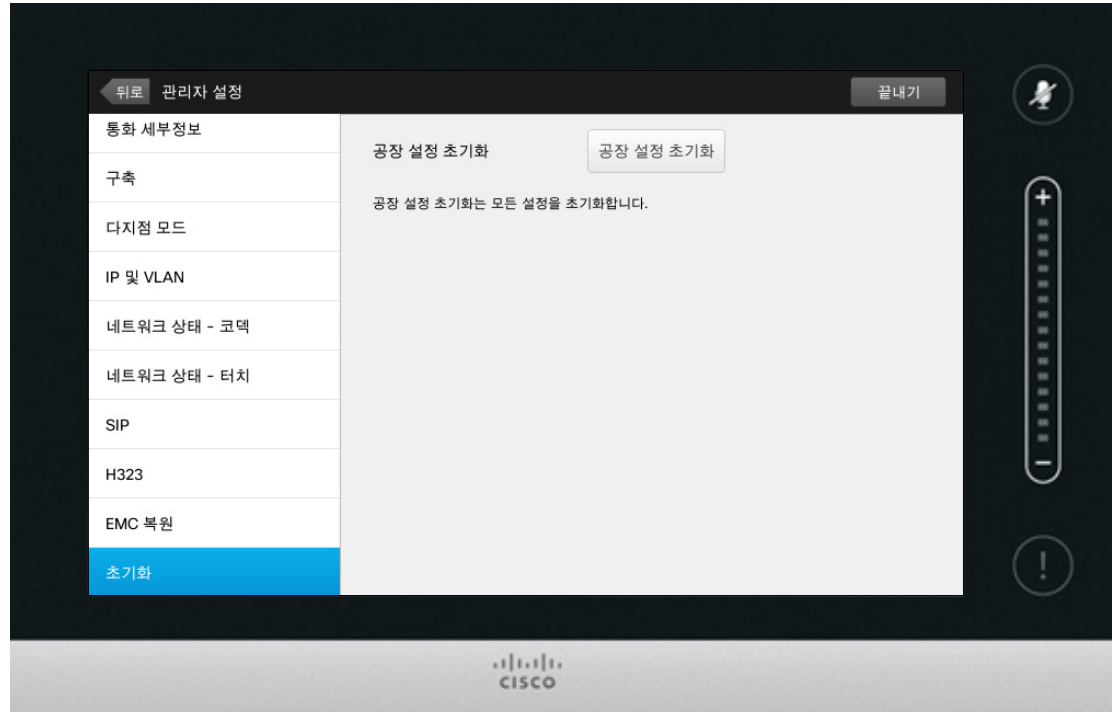 뒤로 관리자 설정 끝내기
통화 세부정보
구축
다지점 모드
IP 및 VLAN
네트워크 상태 - 코덱
네트워크 상태 - 터치
SIP
H323
EMC 복원
초기화
공장 설정 초기화 공장 설정 초기화
공장 설정 초기화는 모든 설정을 초기화합니다.
+
−
!
CISCO